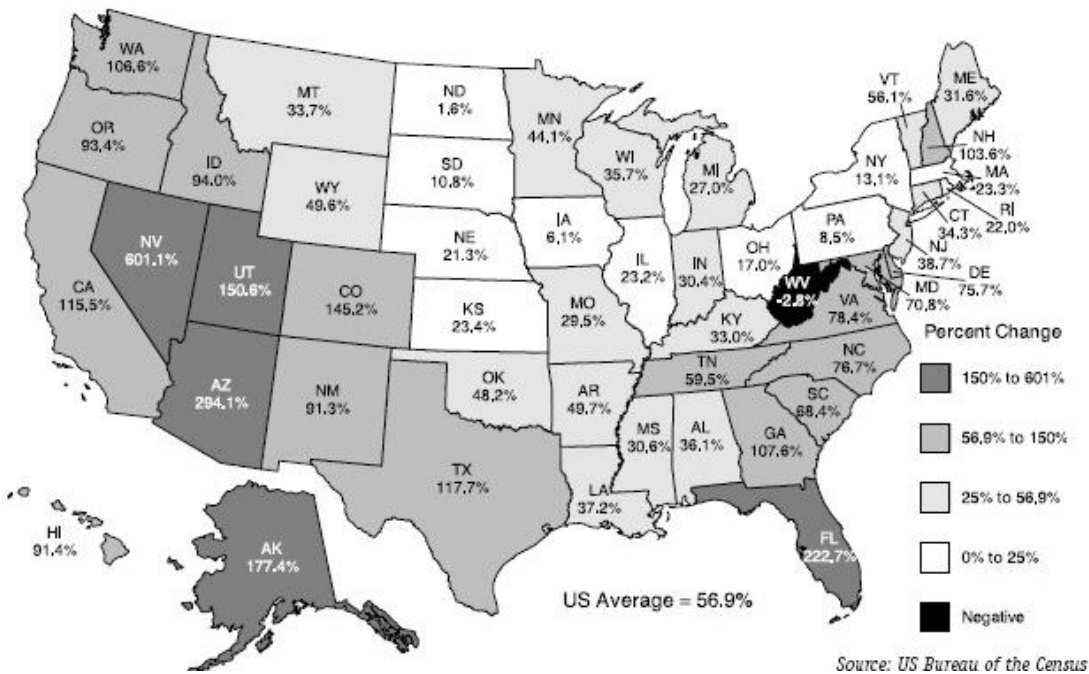 WA
106,6%
OR
93,4%
ID
94.0%
MT
33,7%
WY
49.6%
ND
1,6%
SD
10.8%
NE
21.3%
KS
23,4%
MN
44,1%
IA
6,1%
WI
35.7%
MI
27,0%
IL
23.2%
IN
30.4%
OH
17.0%
PA
8,5%
NY
13.1%
VT
56.1%
ME
31.6%
NH
103.6%
MA
23.3%
RI
22,0%
CT
34.3%
NJ
38.7%
DE
75.7%
MD
70,8%
WV
-2.8%
VA
78.4%
KY
33.0%
MO
29,5%
CA
115,5%
NV
601.1%
UT
150.6%
CO
145.2%
AZ
294.1%
NM
91.3%
OK
48,2%
AR
49.7%
TN
59,5%
NC
76,7%
SC
68,4%
GA
107.6%
AL
36.1%
MS
30,6%
LA
37.2%
TX
117,7%
FL
222,7%
HI
91.4%
AK
177.4%
US Average = 56.9%
Percent Change
150% to 601%
56,9% to 150%
25% to 56,9%
0% to 25%
Negative
Source: US Bureau of the Census